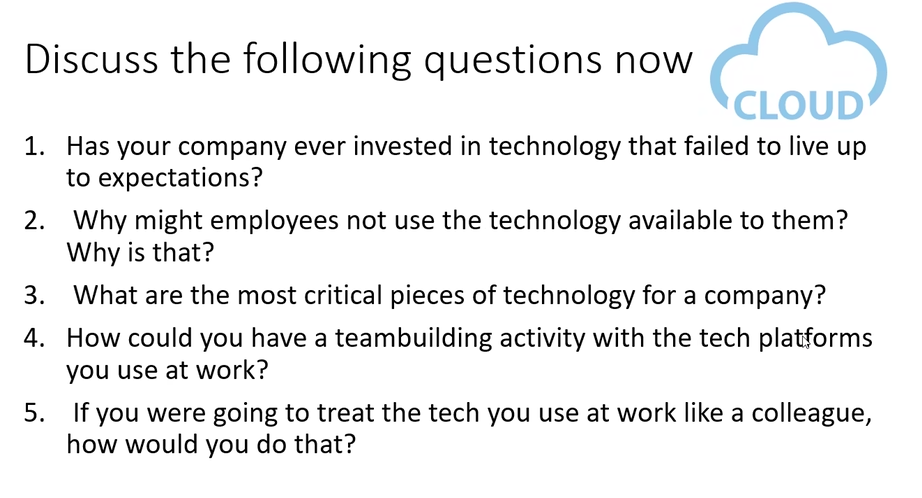 Discuss the following questions now
CLOUD
1. Has your company ever invested in technology that failed to live up
to expectations?
2. Why might employees not use the technology available to them?
Why is that?
3. What are the most critical pieces of technology for a company?
4. How could you have a teambuilding activity with the tech platforms
you use at work?
5. If you were going to treat the tech you use at work like a colleague,
how would you do that?